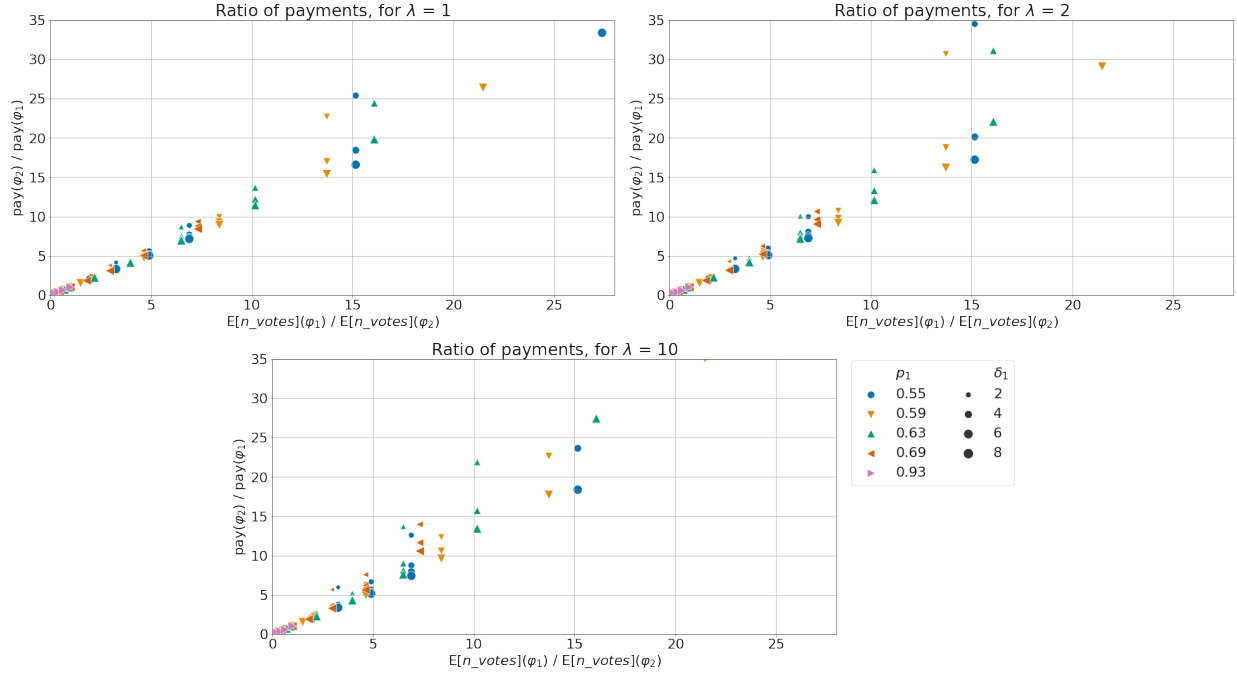 Ratio of payments, for λ = 1
pay(φ₂) / pay(φ₁)
35
30
25
20
15
10
5
0
0 5 10 15 20 25
E[n_votes](φ₁) / E[n_votes](φ₂)
Ratio of payments, for λ = 2
pay(φ₂) / pay(φ₁)
35
30
25
20
15
10
5
0
0 5 10 15 20 25
E[n_votes](φ₁) / E[n_votes](φ₂)
Ratio of payments, for λ = 10
pay(φ₂) / pay(φ₁)
35
30
25
20
15
10
5
0
0 5 10 15 20 25
E[n_votes](φ₁) / E[n_votes](φ₂)
p₁ δ₁
0.55 2
0.59 4
0.63 6
0.69 8
0.93